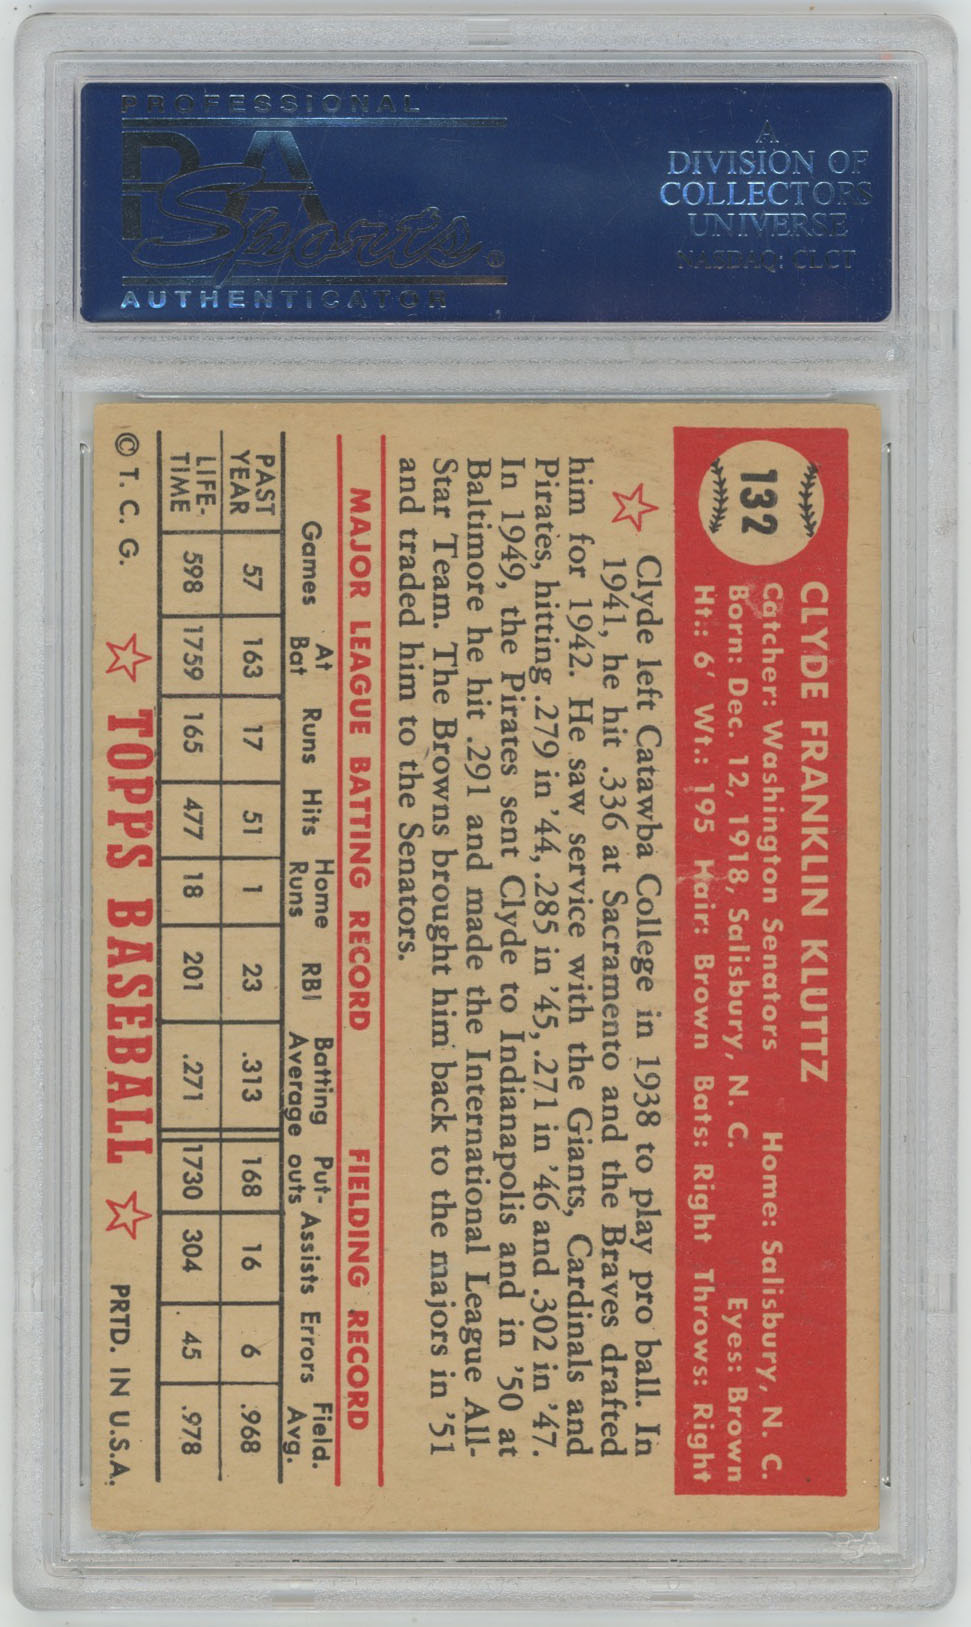 PROFESSIONAL
PSA
Sports®
AUTHENTICATOR
A
DIVISION OF
COLLECTORS
UNIVERSE
NASDAQ: CLCT
132
CLYDE FRANKLIN KLUTTZ
Catcher: Washington Senators Home: Salisbury, N. C.
Born: Dec. 12, 1918, Salisbury, N. C. Eyes: Brown
Ht.: 6' Wt.: 195 Hair: Brown Bats: Right Throws: Right
Clyde left Catawba College in 1938 to play pro ball. In
1941, he hit .336 at Sacramento and the Braves drafted
him for 1942. He saw service with the Giants, Cardinals and
Pirates, hitting .279 in '44, .285 in '45, .271 in '46 and .302 in '47.
In 1949, the Pirates sent Clyde to Indianapolis and in '50 at
Baltimore he hit .291 and made the International League All-
Star Team. The Browns brought him back to the majors in '51
and traded him to the Senators.
MAJOR LEAGUE BATTING RECORD FIELDING RECORD
Games At Bat Runs Hits Home Runs RBI Batting Average Put-outs Assists Errors Field. Avg.
PAST YEAR 57 163 17 51 1 23 .313 168 16 6 .968
LIFE-TIME 598 1759 165 477 18 201 .271 1730 304 45 .978
© T. C. G. TOPPS BASEBALL PRTD. IN U.S.A.